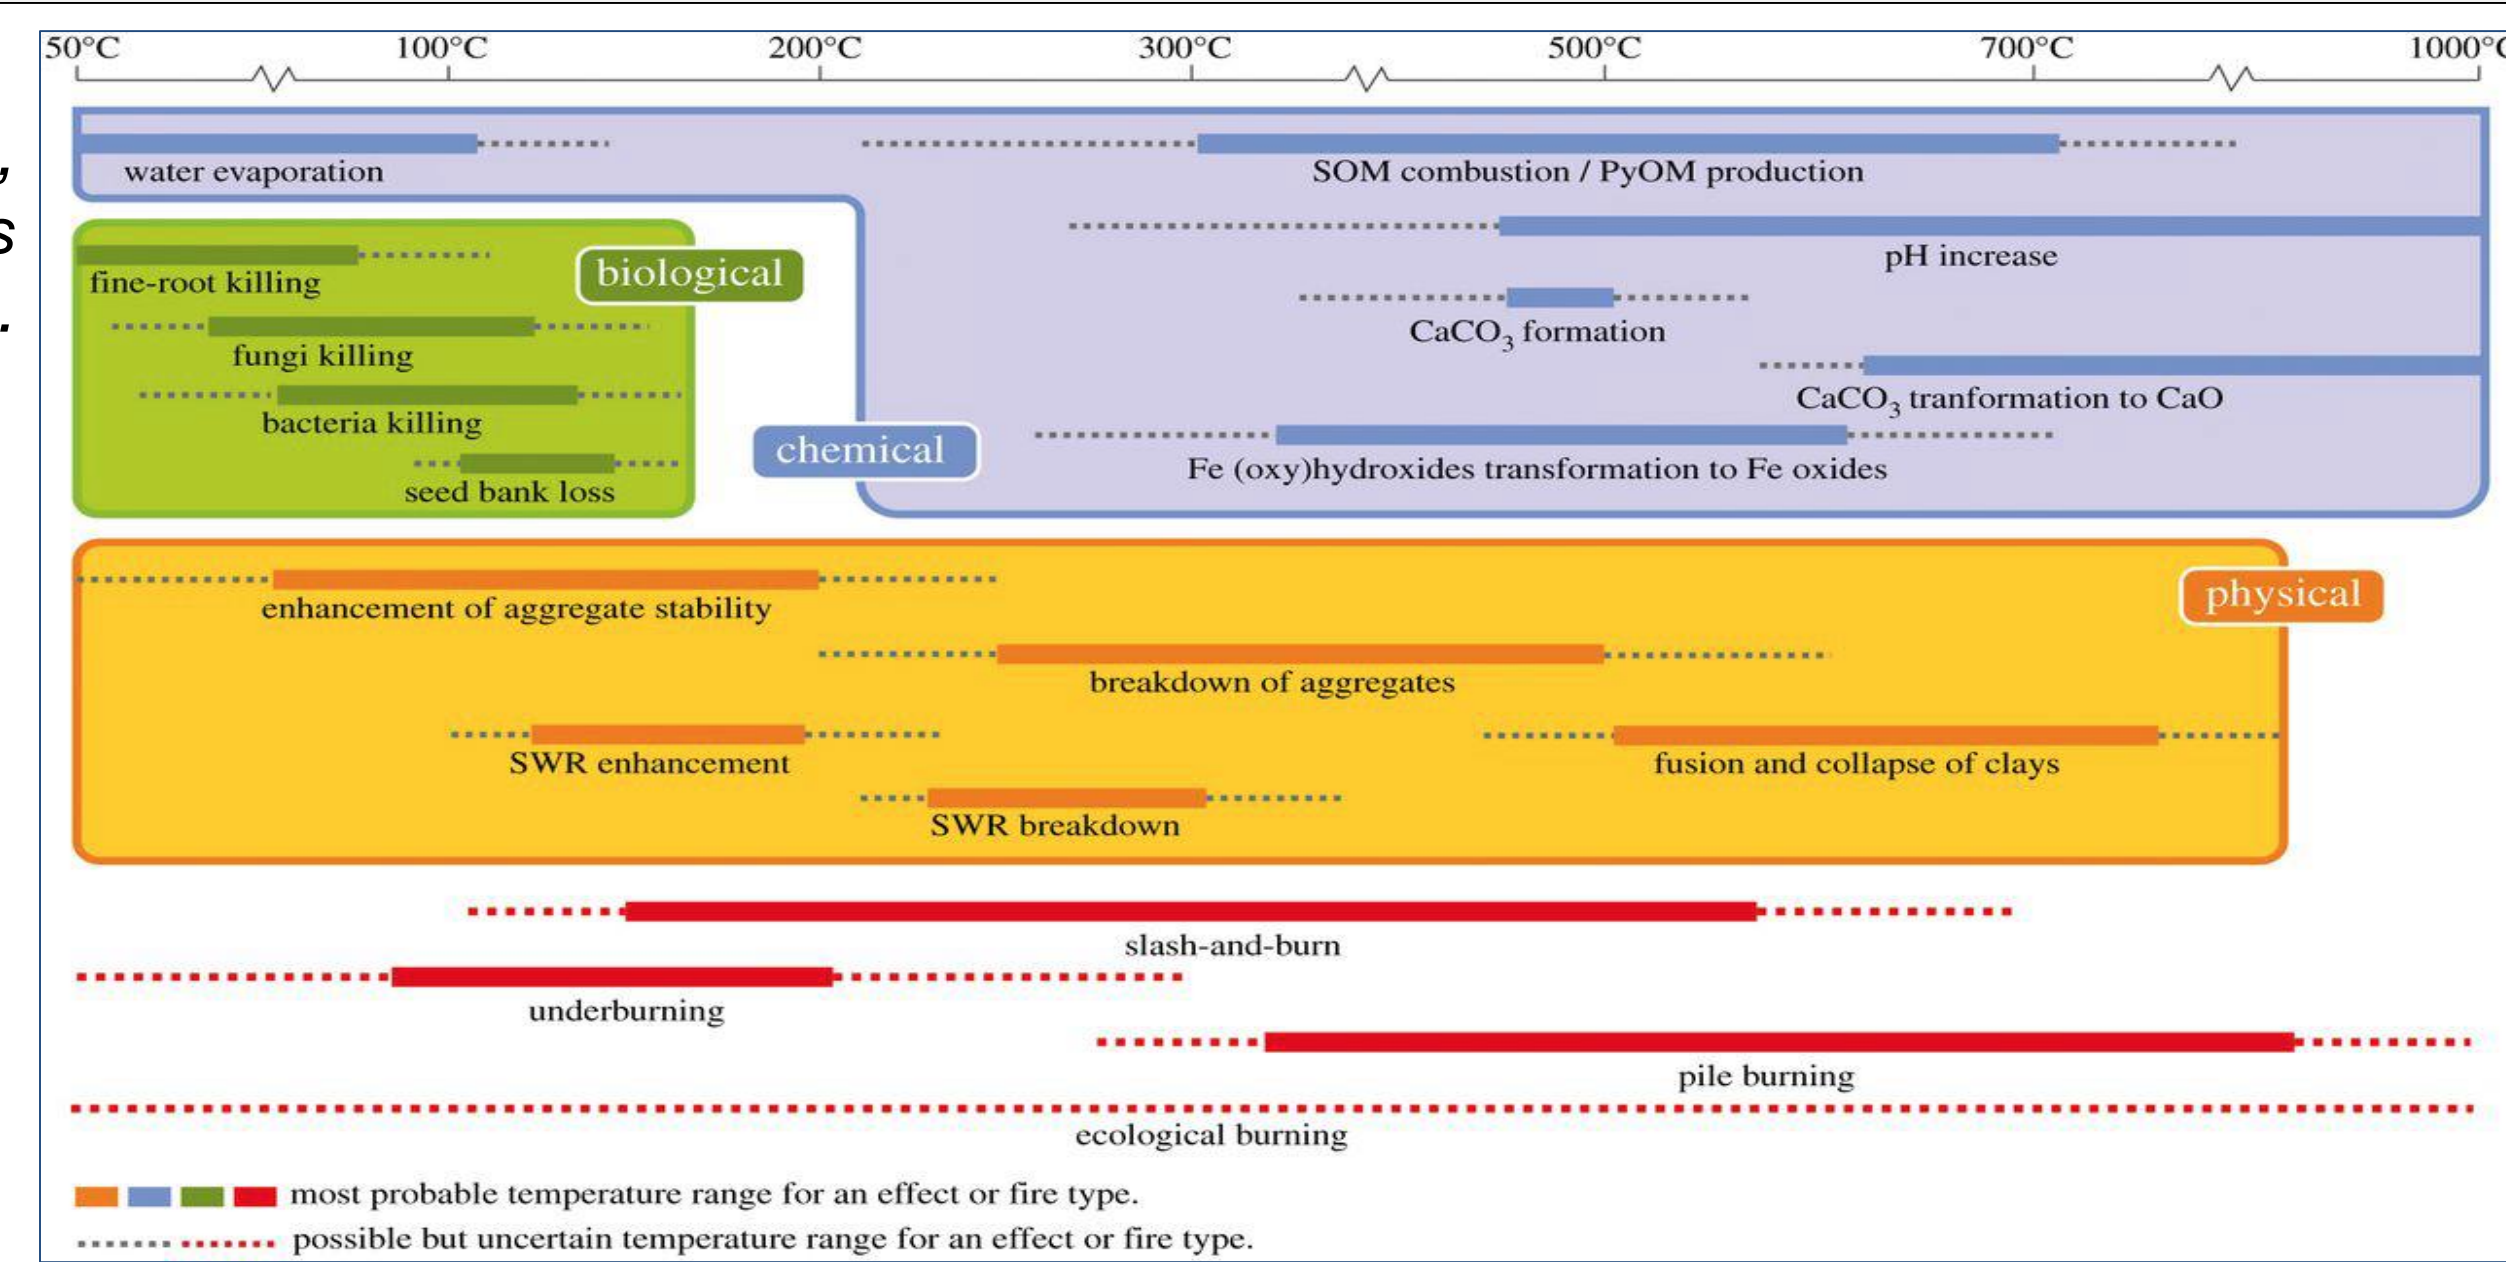 50°C 100°C 200°C 300°C 500°C 700°C 1000°C
,
s
.
water evaporation
SOM combustion / PyOM production
pH increase
biological
fine-root killing
CaCO3 formation
fungi killing
CaCO3 tranformation to CaO
bacteria killing
chemical
Fe (oxy)hydroxides transformation to Fe oxides
seed bank loss
physical
enhancement of aggregate stability
breakdown of aggregates
SWR enhancement
fusion and collapse of clays
SWR breakdown
slash-and-burn
underburning
pile burning
ecological burning
most probable temperature range for an effect or fire type.
possible but uncertain temperature range for an effect or fire type.